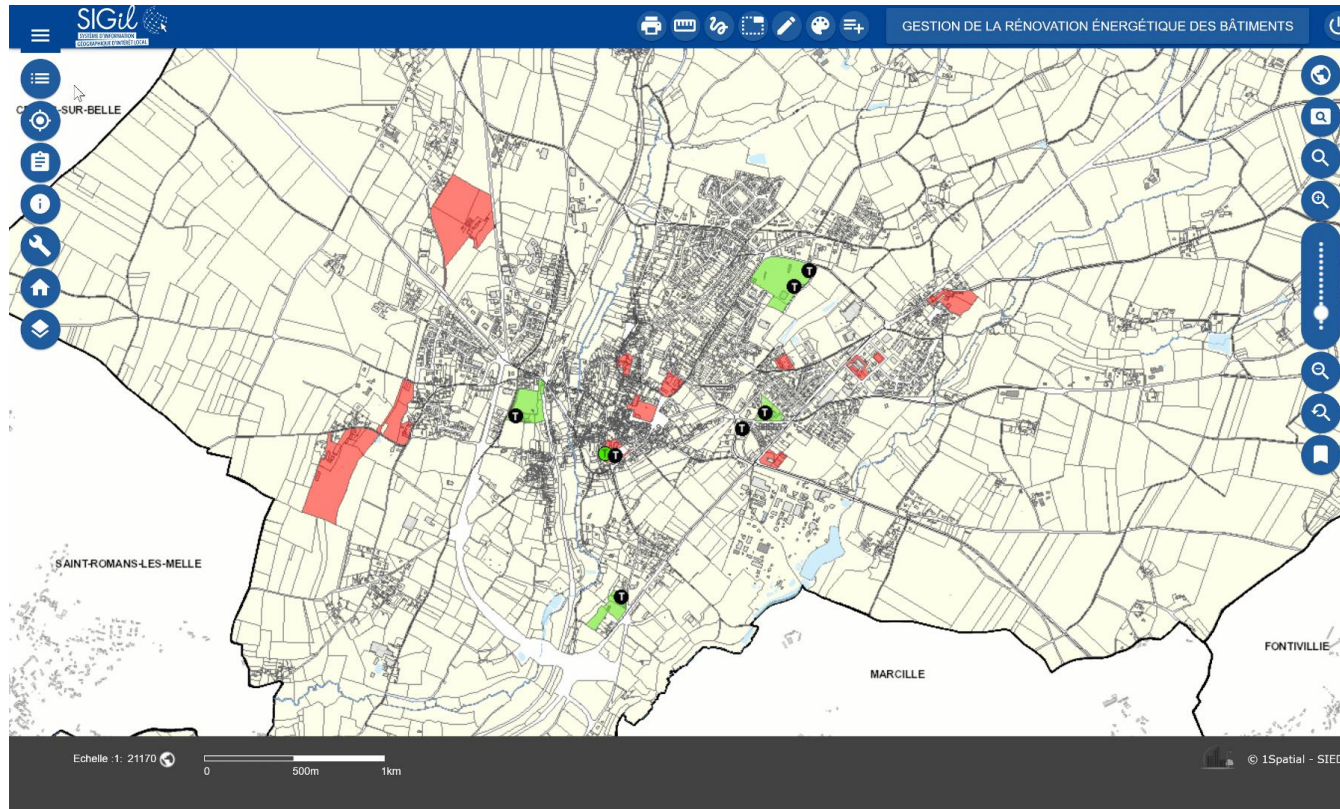 SIGil
SYSTÈME D'INFORMATION
GÉOGRAPHIQUE D'INTÉRÊT LOCAL
GESTION DE LA RÉNOVATION ÉNERGÉTIQUE DES BÂTIMENTS
SUR-BELLE
T
T
T
T
T
T
T
T
SAINT-ROMANS-LES-MELLE
FONTIVILLIE
MARCILLE
Echelle :1: 21170
0 500m 1km
© 1Spatial - SIED